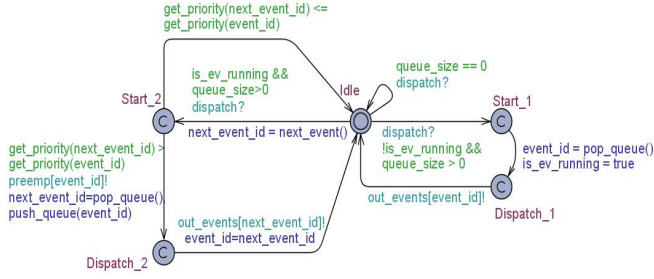 get_priority(next_event_id) <=
get_priority(event_id)
is_ev_running &&
queue_size>0
dispatch?
Idle
queue_size == 0
dispatch?
Start_2
Start_1
C
C
next_event_id = next_event()
dispatch?
!is_ev_running &&
queue_size > 0
event_id = pop_queue()
is_ev_running = true
get_priority(next_event_id) >
get_priority(event_id)
preemp[event_id]!
next_event_id=pop_queue(),
push_queue(event_id)
C
out_events[event_id]!
Dispatch_1
out_events[next_event_id]!
event_id=next_event_id
C
Dispatch_2